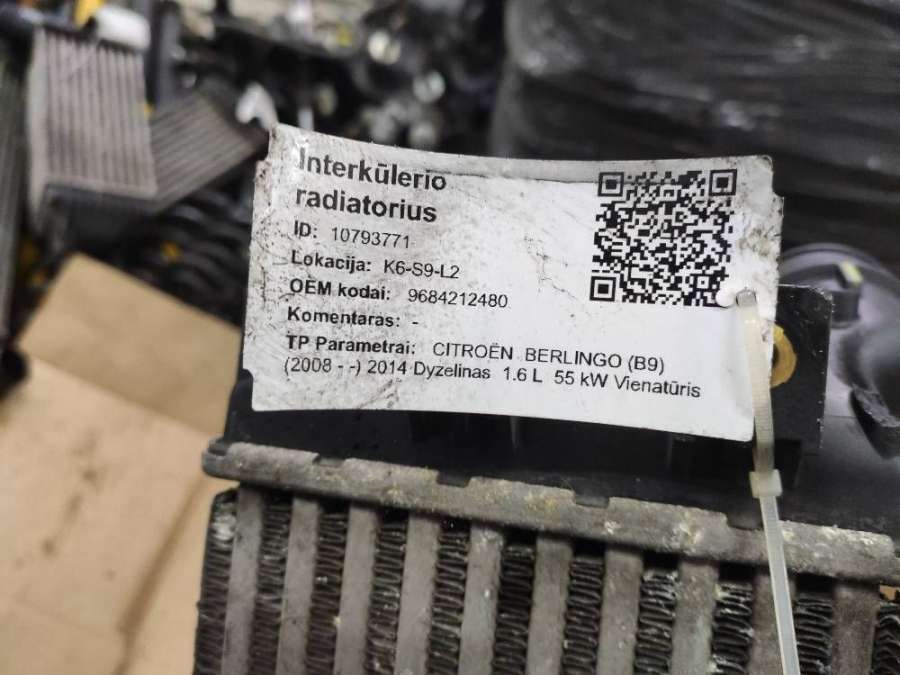 Interkūlerio
radiatorius
ID: 10793771
Lokacija: K6-S9-L2
OEM kodai: 9684212480
Komentaras: -
TP Parametrai: CITROËN BERLINGO (B9)
(2008 - -) 2014 Dyzelinas 1.6 L 55 kW Vienatūris